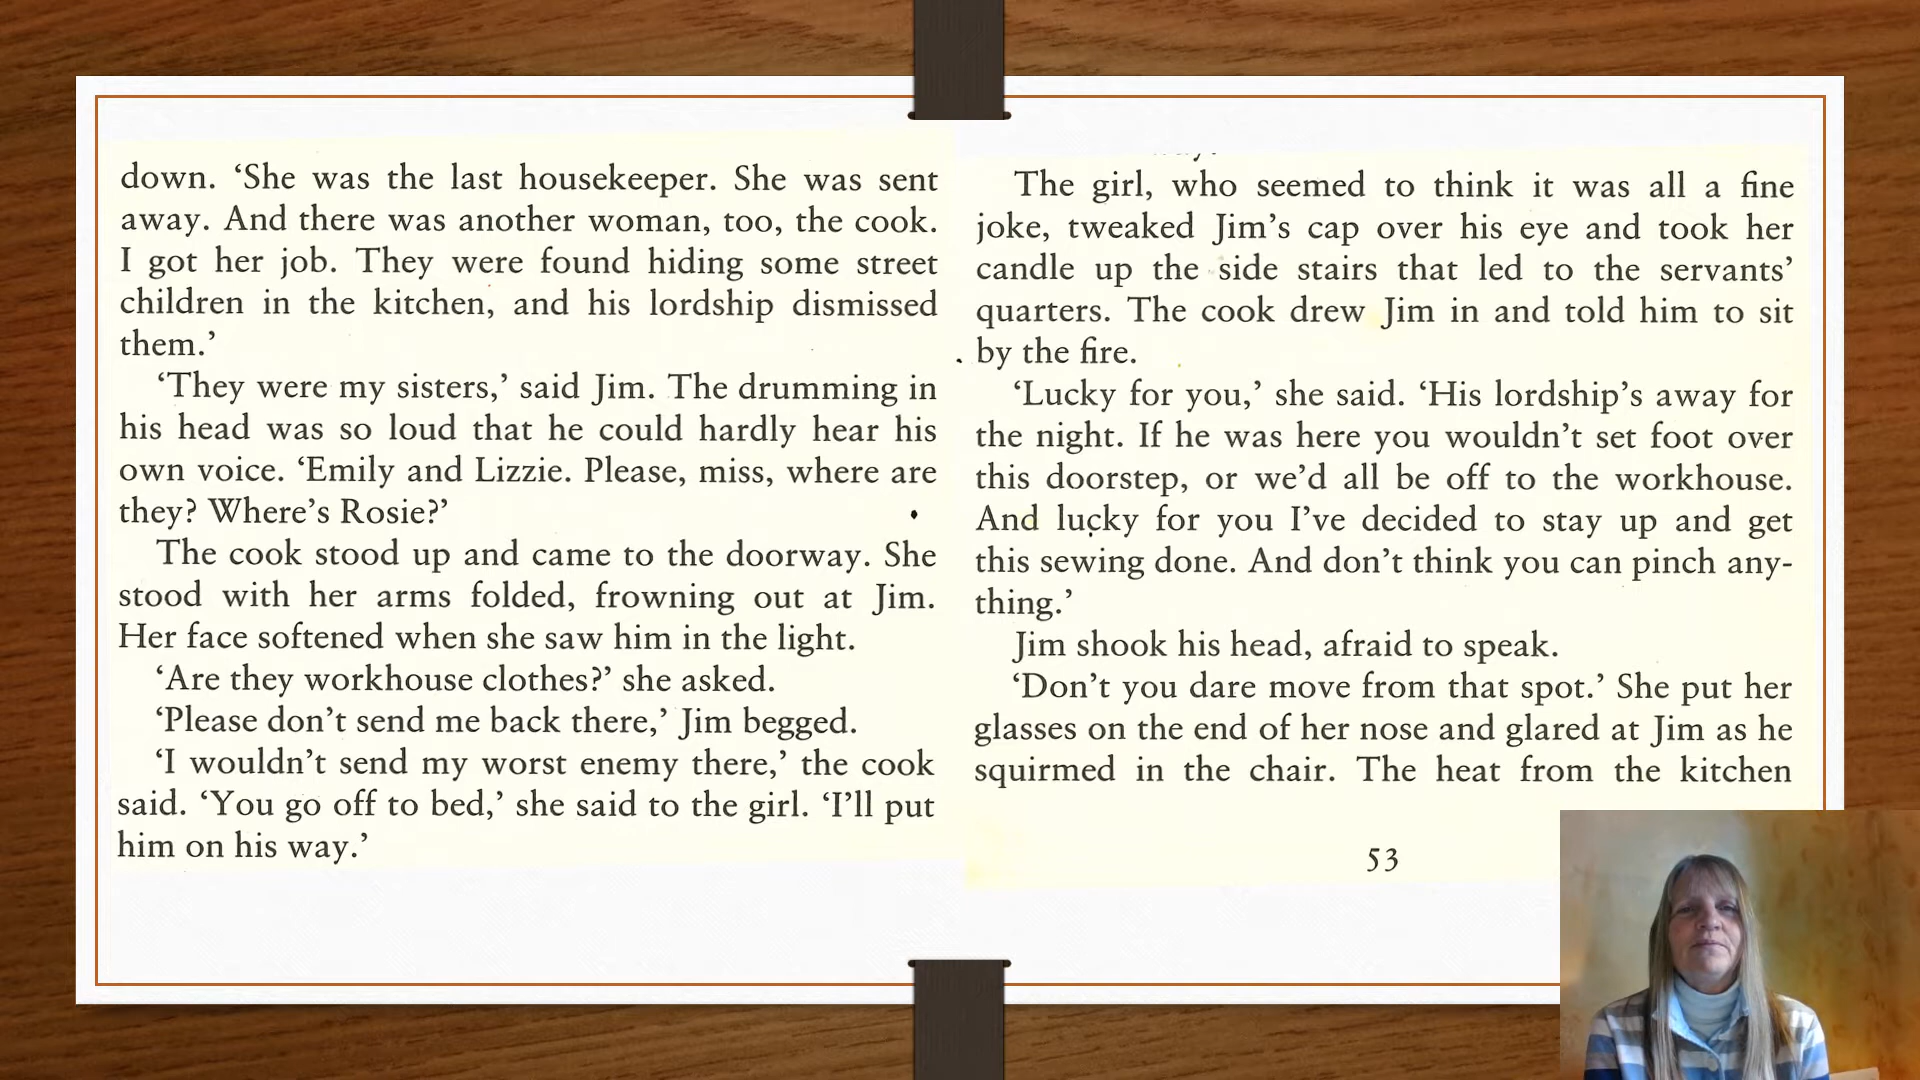 down. ‘She was the last housekeeper. She was sent
away. And there was another woman, too, the cook.
I got her job. They were found hiding some street
children in the kitchen, and his lordship dismissed
them.’
‘They were my sisters,’ said Jim. The drumming in
his head was so loud that he could hardly hear his
own voice. ‘Emily and Lizzie. Please, miss, where are
they? Where’s Rosie?’
The cook stood up and came to the doorway. She
stood with her arms folded, frowning out at Jim.
Her face softened when she saw him in the light.
‘Are they workhouse clothes?’ she asked.
‘Please don’t send me back there,’ Jim begged.
‘I wouldn’t send my worst enemy there,’ the cook
said. ‘You go off to bed,’ she said to the girl. ‘I’ll put
him on his way.’
The girl, who seemed to think it was all a fine
joke, tweaked Jim’s cap over his eye and took her
candle up the side stairs that led to the servants’
quarters. The cook drew Jim in and told him to sit
by the fire.
‘Lucky for you,’ she said. ‘His lordship’s away for
the night. If he was here you wouldn’t set foot over
this doorstep, or we’d all be off to the workhouse.
And lucky for you I’ve decided to stay up and get
this sewing done. And don’t think you can pinch any-
thing.’
Jim shook his head, afraid to speak.
‘Don’t you dare move from that spot.’ She put her
glasses on the end of her nose and glared at Jim as he
squirmed in the chair. The heat from the kitchen
53